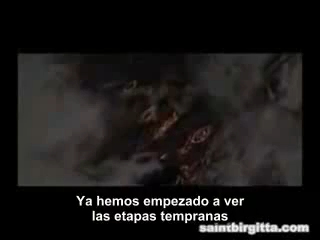 Ya hemos empezado a ver
las etapas tempranas
saintbirgitta.com